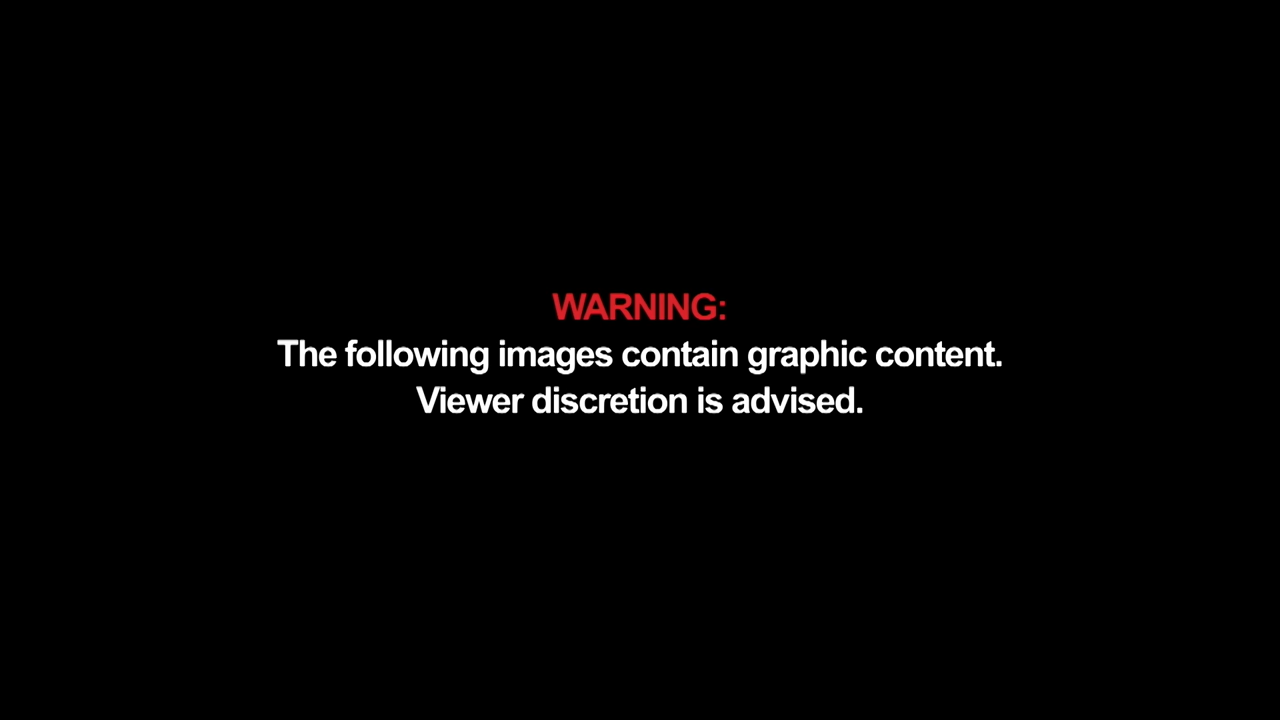 WARNING:
The following images contain graphic content.
Viewer discretion is advised.